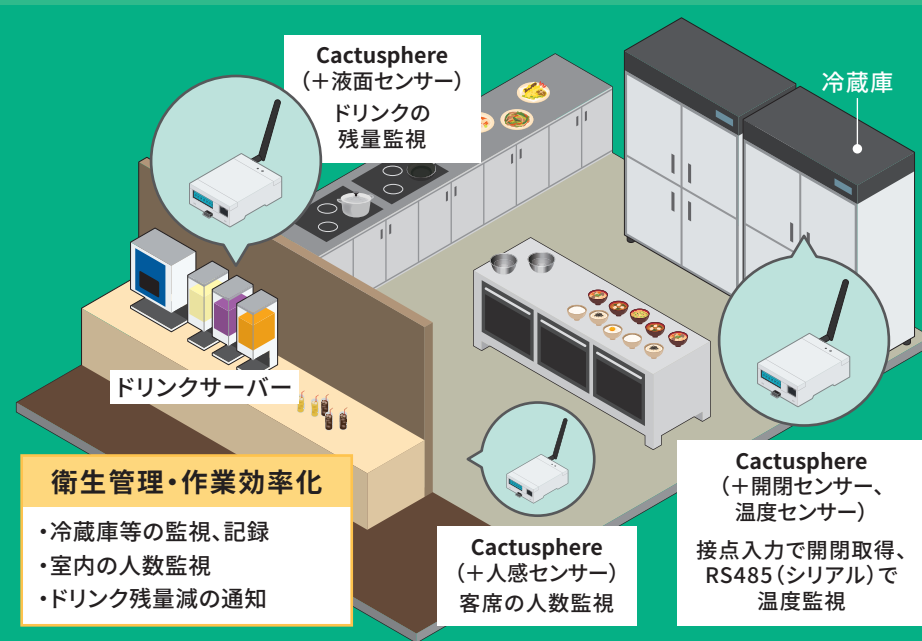 Cactusphere
（＋液面センサー）
ドリンクの
残量監視
冷蔵庫
ドリンクサーバー
衛生管理・作業効率化
・冷蔵庫等の監視、記録
・室内の人数監視
・ドリンク残量減の通知
Cactusphere
（＋人感センサー）
客席の人数監視
Cactusphere
（＋開閉センサー、
温度センサー）
接点入力で開閉取得、
RS485（シリアル）で
温度監視